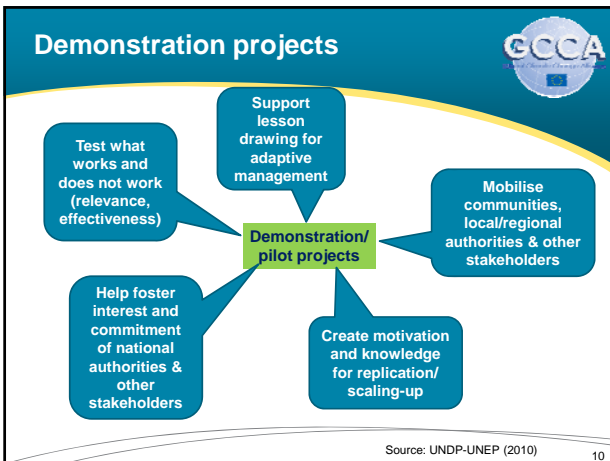 Demonstration projects
GCCA
Support
lesson
drawing for
adaptive
management
Test what
works and
does not work
(relevance,
effectiveness)
Mobilise
communities,
local/regional
authorities & other
stakeholders
Demonstration/
pilot projects
Help foster
interest and
commitment
of national
authorities &
other
stakeholders
Create motivation
and knowledge
for replication/
scaling-up
Source: UNDP-UNEP (2010)
10